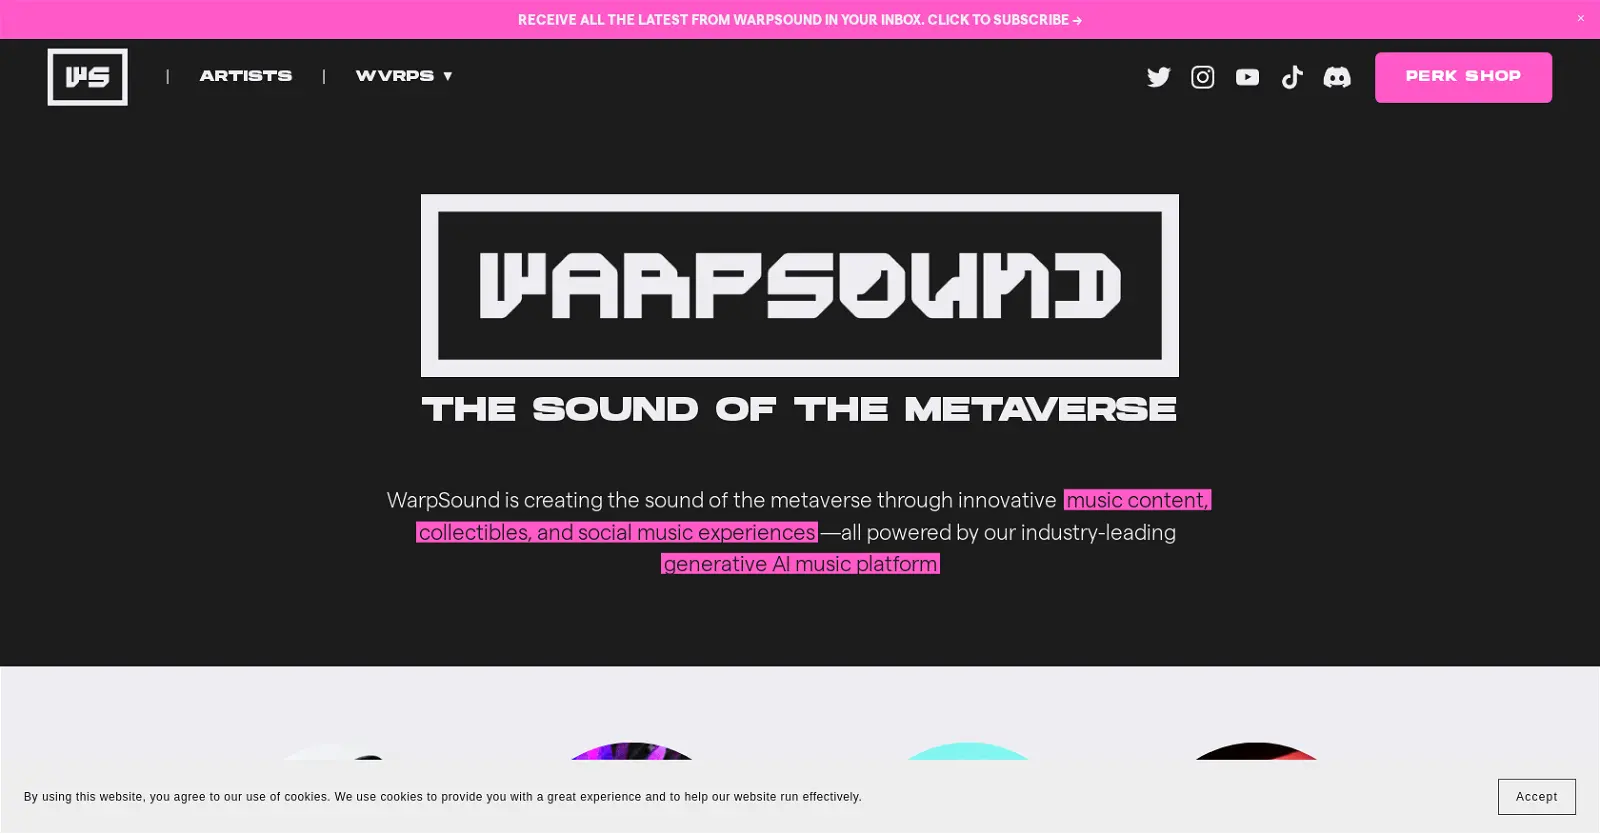 RECEIVE ALL THE LATEST FROM WARPSOUND IN YOUR INBOX. CLICK TO SUBSCRIBE →
WS | ARTISTS | WVRPS ▼ PERK SHOP
WARPSOUND
THE SOUND OF THE METAVERSE
WarpSound is creating the sound of the metaverse through innovative music content,
collectibles, and social music experiences—all powered by our industry-leading
generative AI music platform
By using this website, you agree to our use of cookies. We use cookies to provide you with a great experience and to help our website run effectively.
Accept